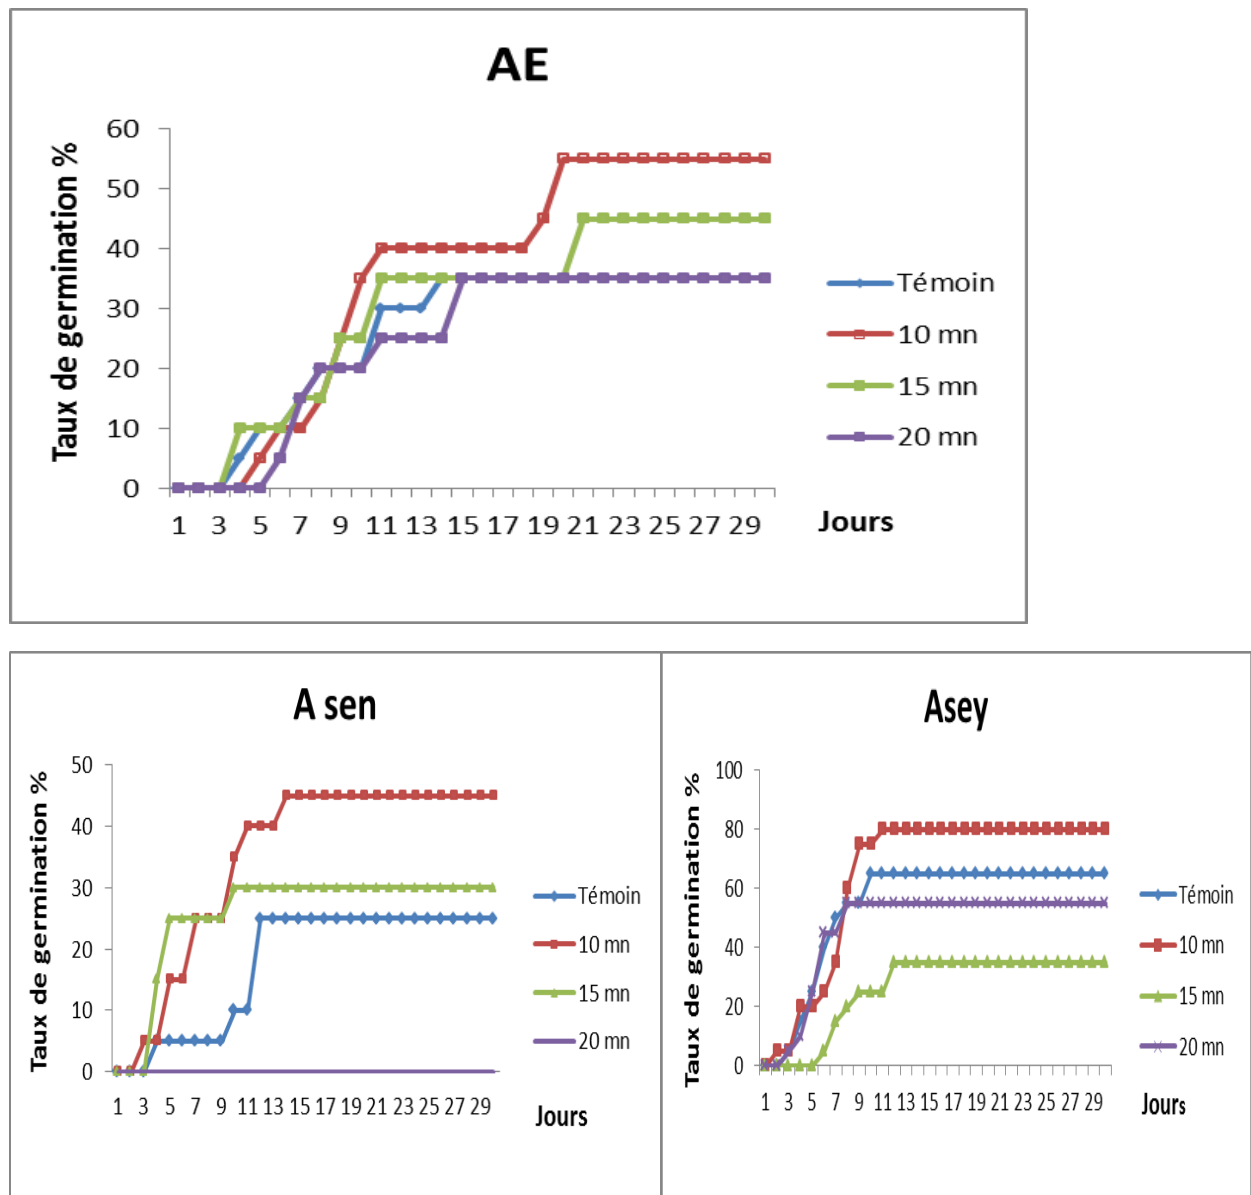 AE
Taux de germination %
60
50
40
30
20
10
0
1 3 5 7 9 11 13 15 17 19 21 23 25 27 29
Jours
Témoin
10 mn
15 mn
20 mn
A sen
Taux de germination %
50
40
30
20
10
0
1 3 5 7 9 11 13 15 17 19 21 23 25 27 29
Jours
Témoin
10 mn
15 mn
20 mn
Asey
Taux de germination %
100
80
60
40
20
0
1 3 5 7 9 11 13 15 17 19 21 23 25 27 29
Jours
Témoin
10 mn
15 mn
20 mn